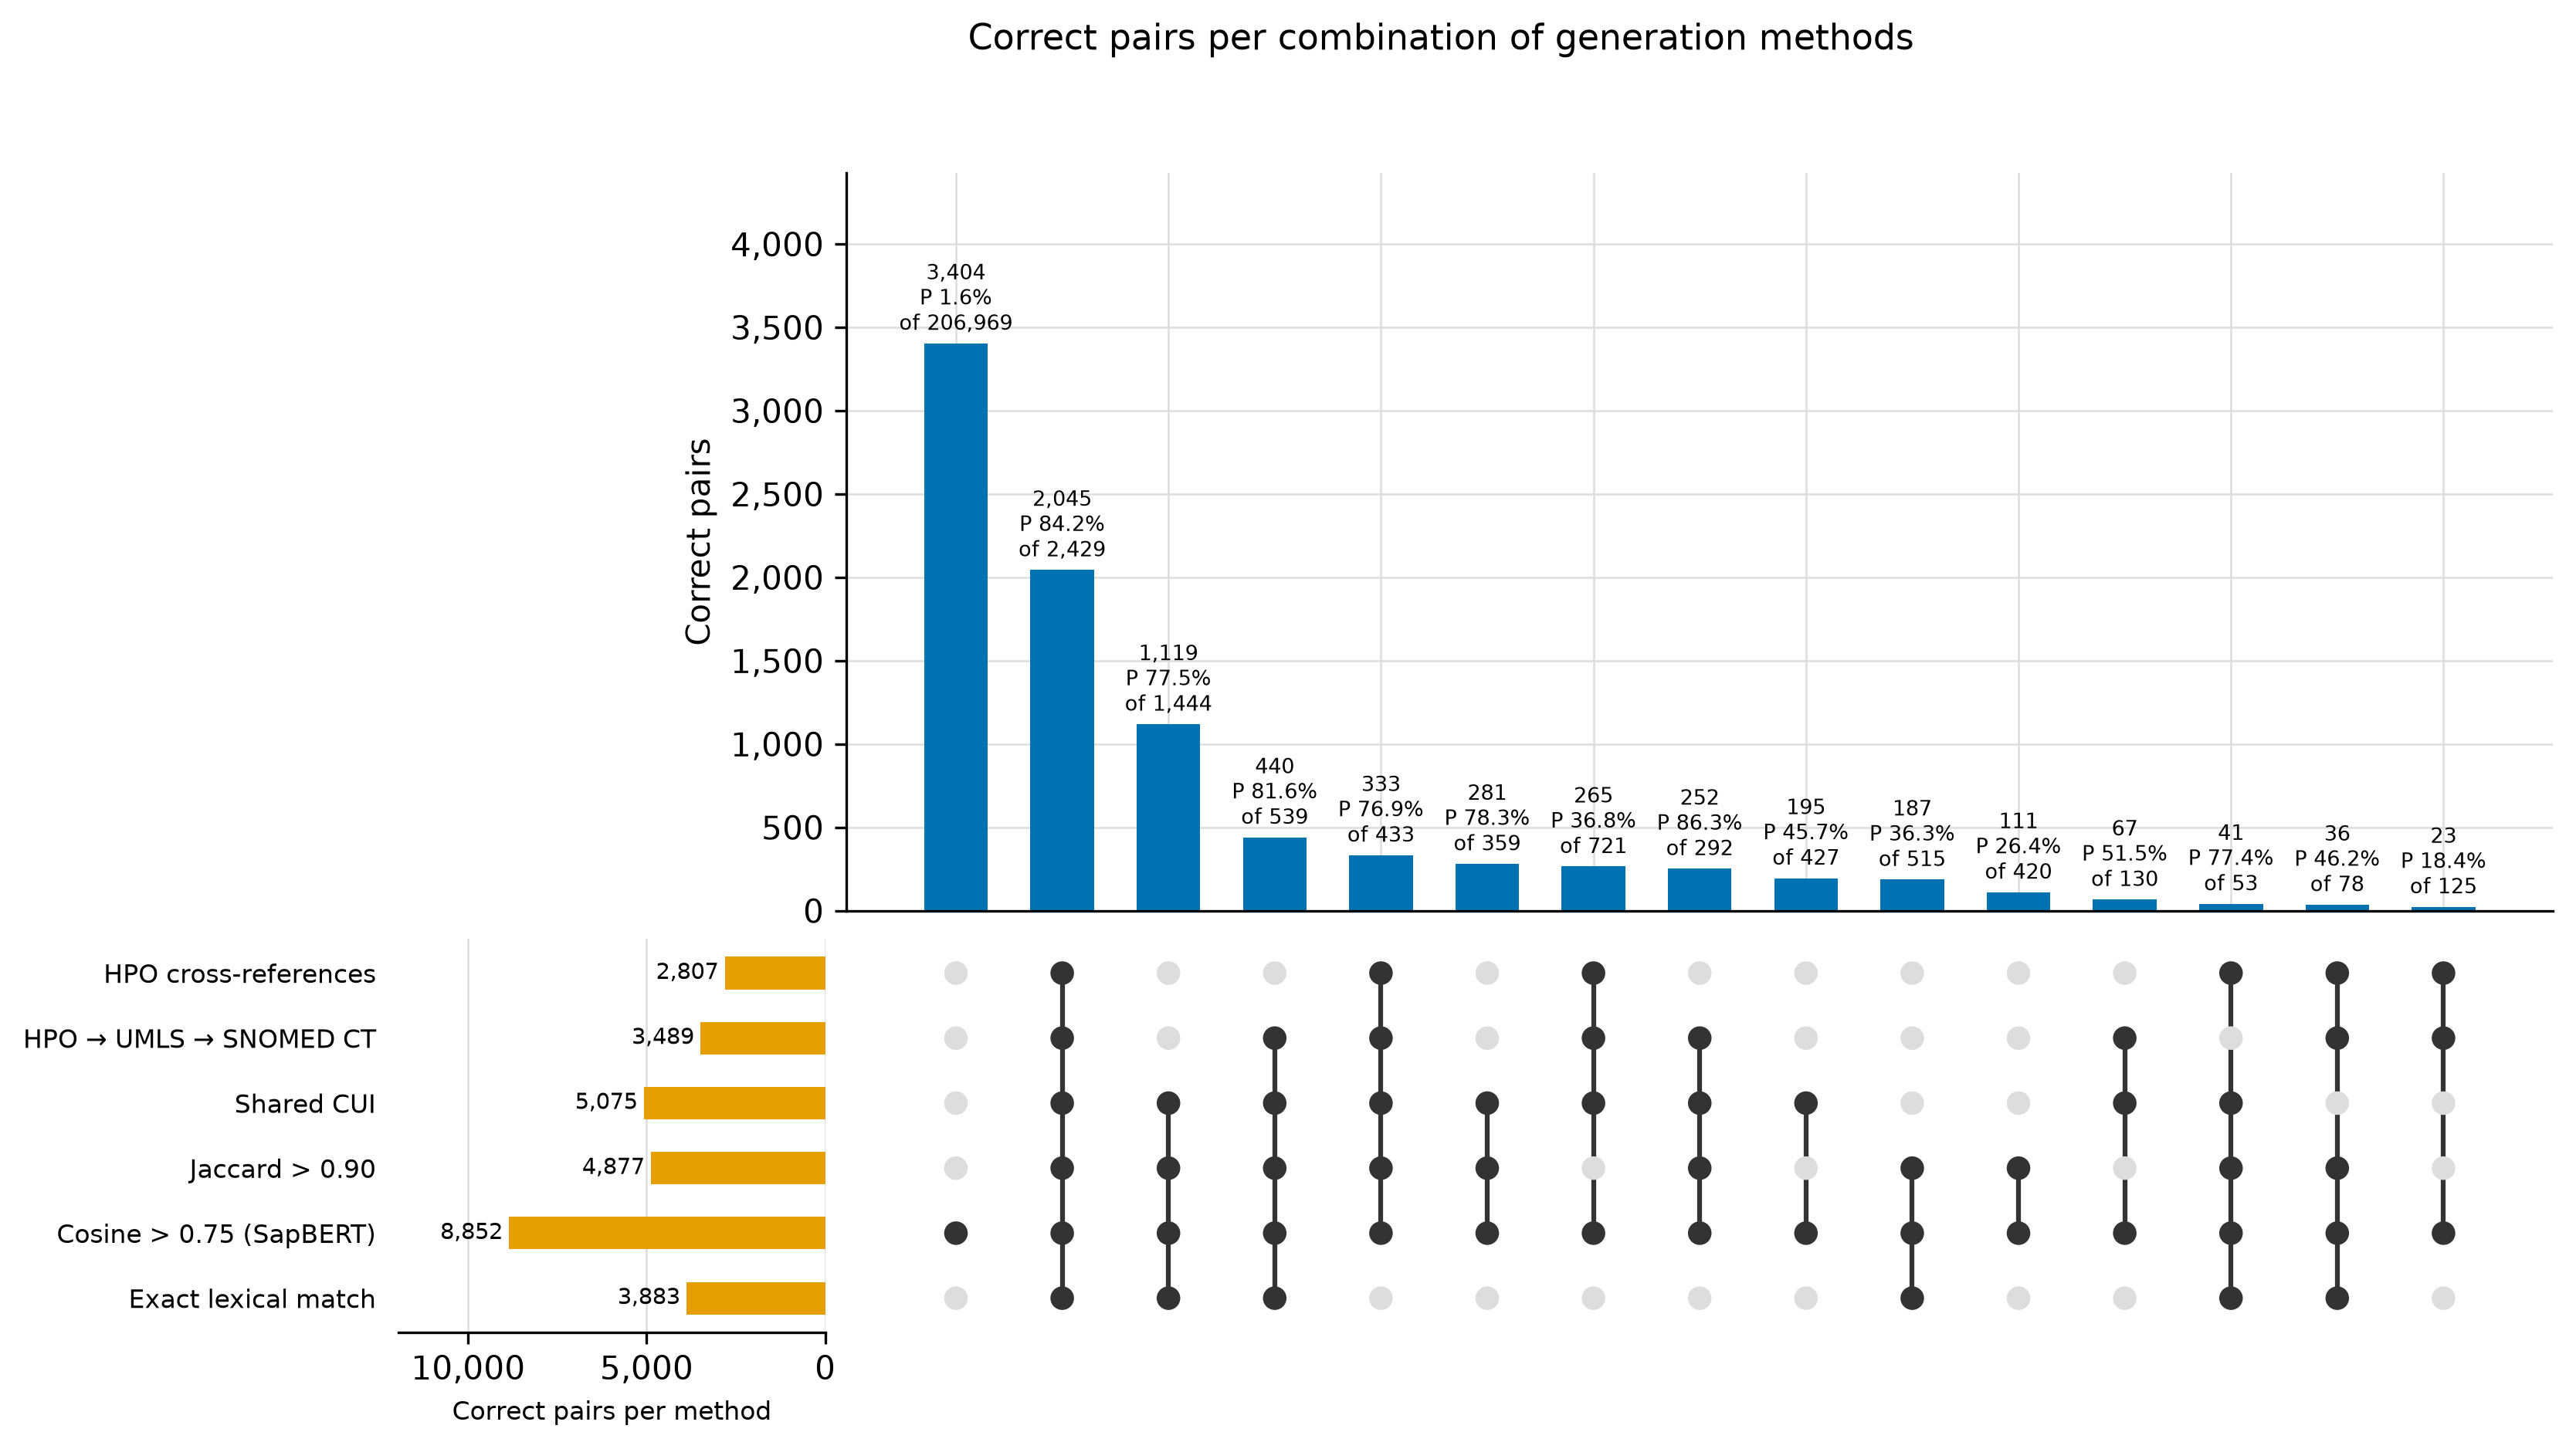 Correct pairs per combination of generation methods
Correct pairs
4,000
3,500
3,000
2,500
2,000
1,500
1,000
500
0
3,404
P 1.6%
of 206,969
2,045
P 84.2%
of 2,429
1,119
P 77.5%
of 1,444
440
P 81.6%
of 539
333
P 76.9%
of 433
281
P 78.3%
of 359
265
P 36.8%
of 721
252
P 86.3%
of 292
195
P 45.7%
of 427
187
P 36.3%
of 515
111
P 26.4%
of 420
67
P 51.5%
of 130
41
P 77.4%
of 53
36
P 46.2%
of 78
23
P 18.4%
of 125
HPO cross-references 2,807
HPO → UMLS → SNOMED CT 3,489
Shared CUI 5,075
Jaccard > 0.90 4,877
Cosine > 0.75 (SapBERT) 8,852
Exact lexical match 3,883
10,000 5,000 0
Correct pairs per method